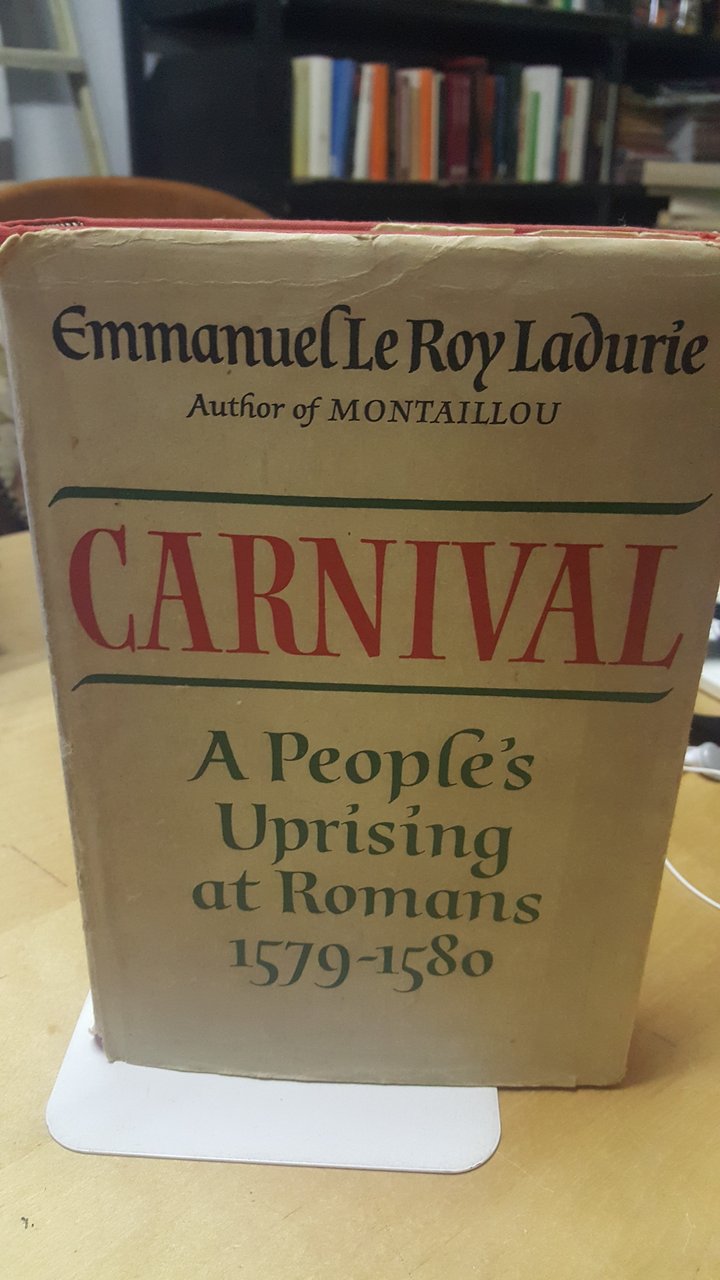 Emmanuel Le Roy Ladurie
Author of MONTAILLOU
CARNIVAL
A People's
Uprising
at Romans
1579-1580